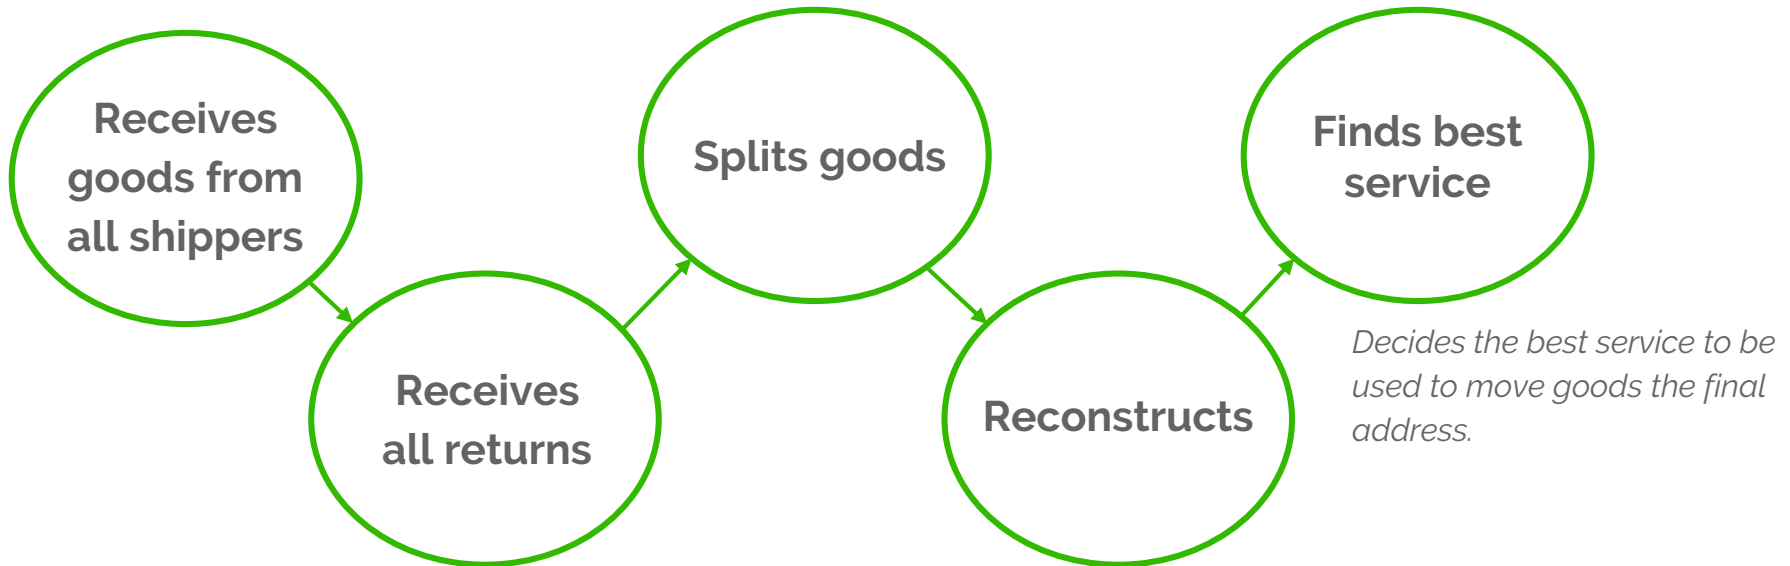 Receives
goods from
all shippers
Receives
all returns
Splits goods
Reconstructs
Finds best
service
Decides the best service to be
used to move goods the final
address.